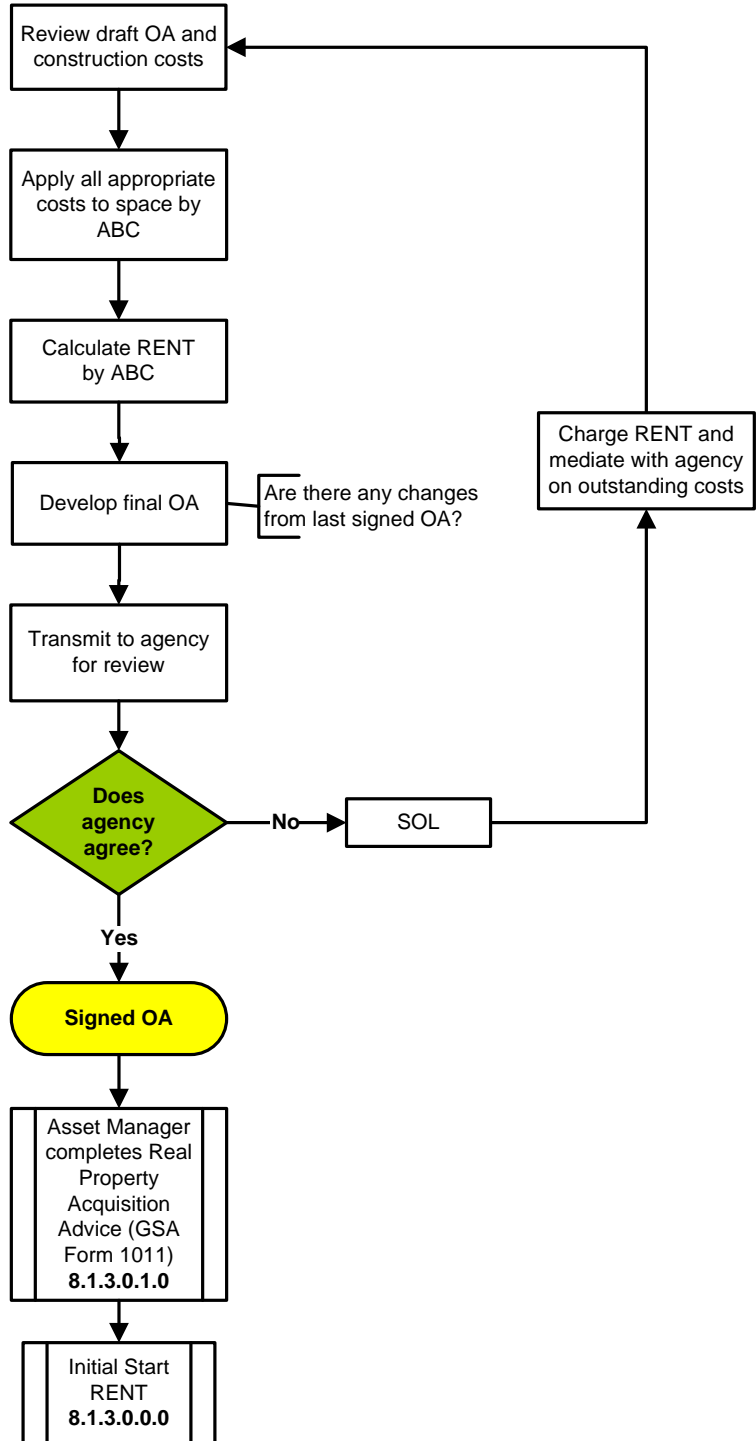 Review draft OA and
construction costs
Apply all appropriate
costs to space by
ABC
Calculate RENT
by ABC
Charge RENT and
mediate with agency
on outstanding costs
Develop final OA
Are there any changes
from last signed OA?
Transmit to agency
for review
Does
agency
agree?
No
SOL
Yes
Signed OA
Asset Manager
completes Real
Property
Acquisition
Advice (GSA
Form 1011)
8.1.3.0.1.0
Initial Start
RENT
8.1.3.0.0.0